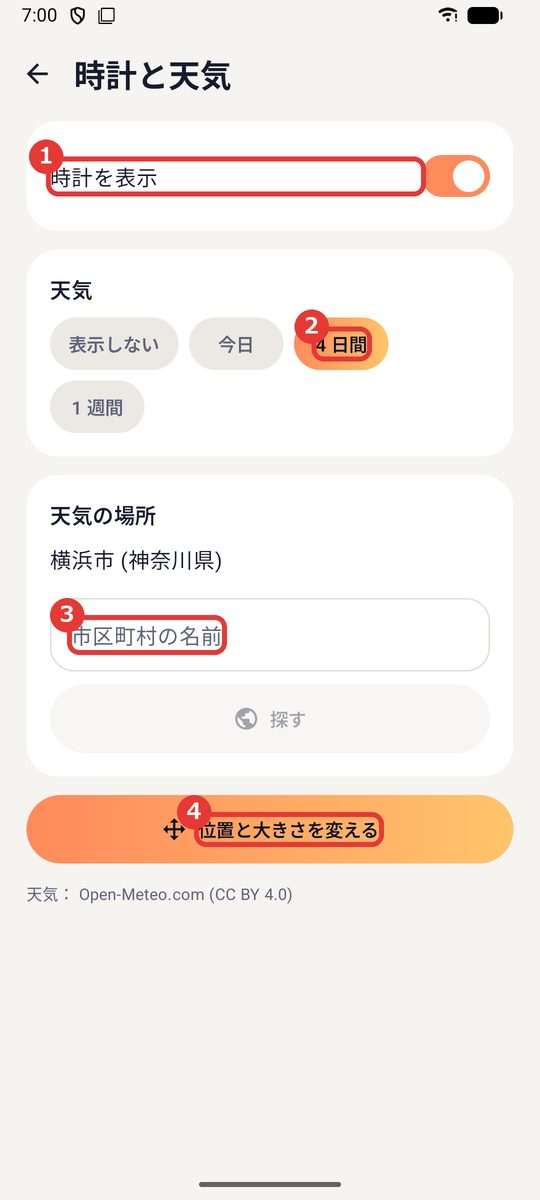 7:00
時計と天気
1
時計を表示
天気
表示しない
今日
2
4 日間
1 週間
天気の場所
横浜市 (神奈川県)
3
市区町村の名前
探す
4
位置と大きさを変える
天気： Open-Meteo.com (CC BY 4.0)